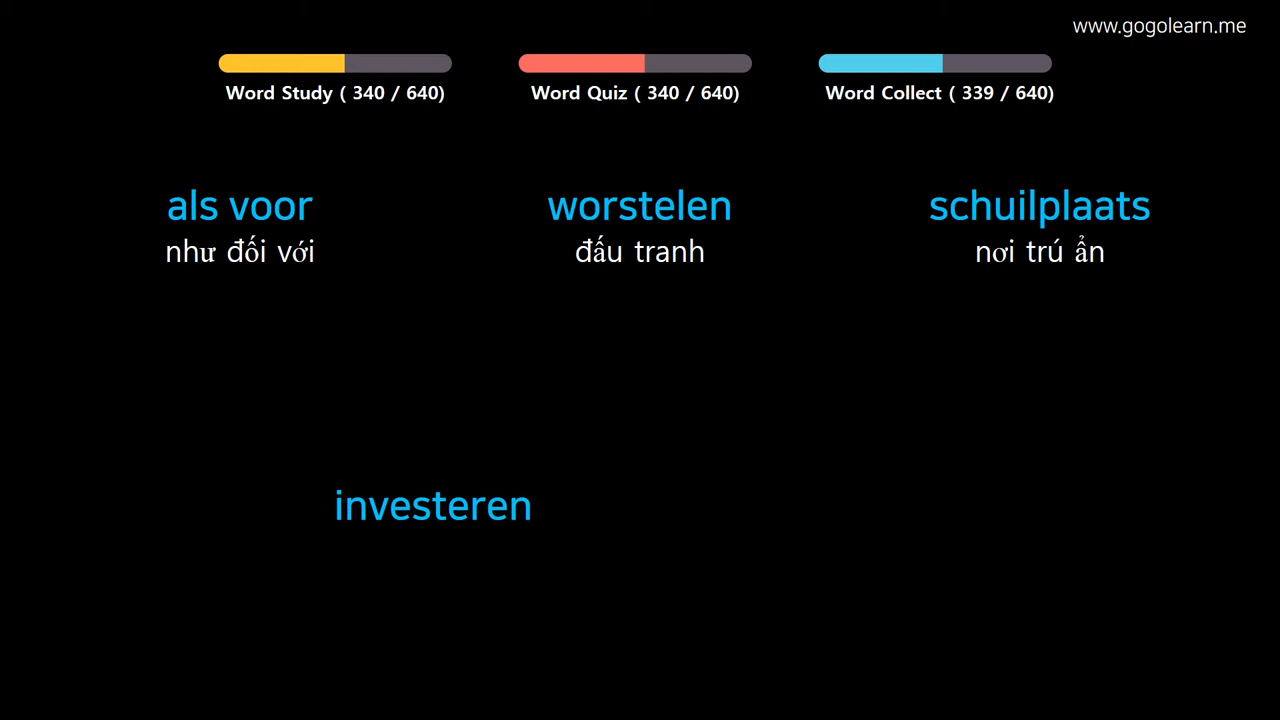 www.gogolearn.me
Word Study ( 340 / 640)
Word Quiz ( 340 / 640)
Word Collect ( 339 / 640)
als voor
như đối với
worstelen
đấu tranh
schuilplaats
nơi trú ẩn
investeren